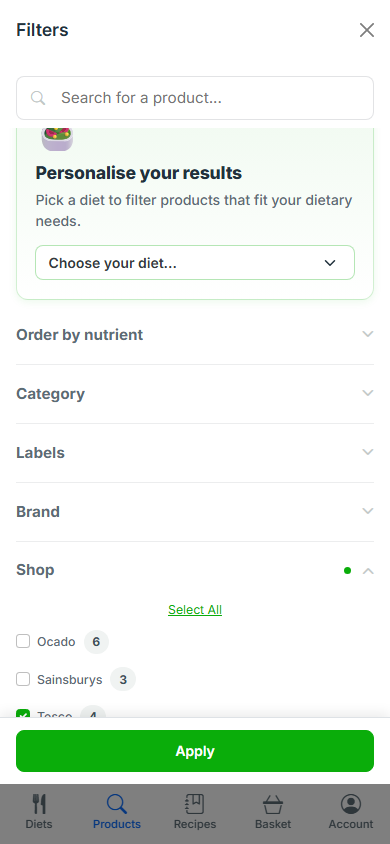 Filters
Search for a product...
Personalise your results
Pick a diet to filter products that fit your dietary
needs.
Choose your diet...
Order by nutrient
Category
Labels
Brand
Shop
Select All
Ocado 6
Sainsburys 3
Tesco 4
Apply
Diets Products Recipes Basket Account